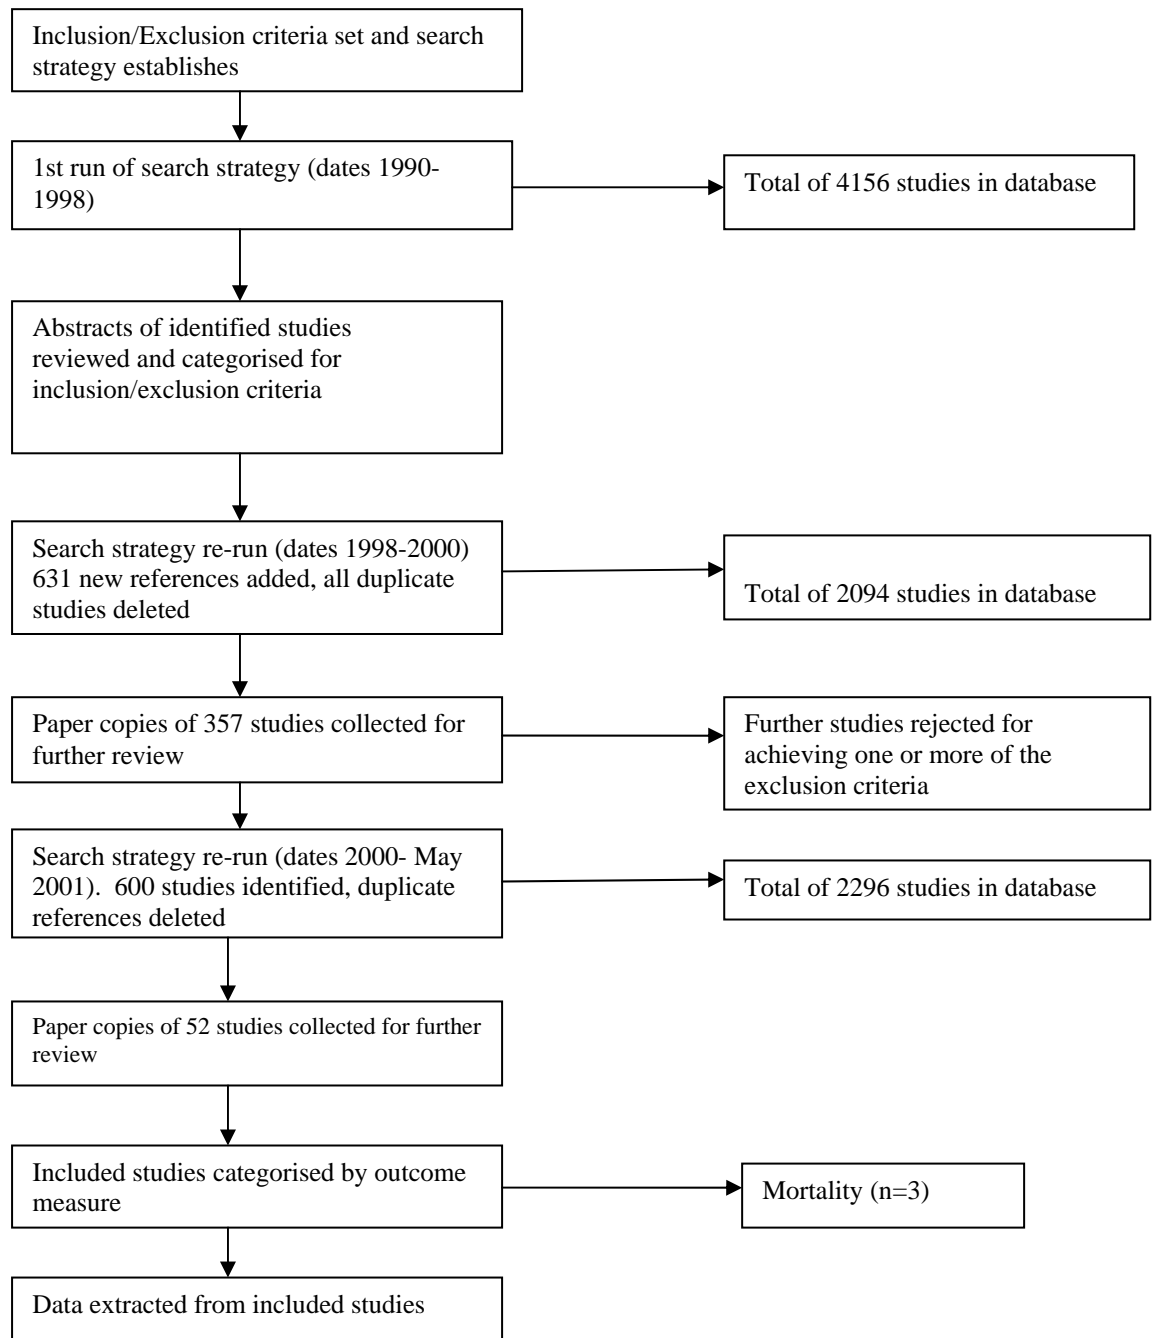 Inclusion/Exclusion criteria set and search
strategy establishes
1st run of search strategy (dates 1990-
1998)
Total of 4156 studies in database
Abstracts of identified studies
reviewed and categorised for
inclusion/exclusion criteria
Search strategy re-run (dates 1998-2000)
631 new references added, all duplicate
studies deleted
Total of 2094 studies in database
Paper copies of 357 studies collected for
further review
Further studies rejected for
achieving one or more of the
exclusion criteria
Search strategy re-run (dates 2000- May
2001).  600 studies identified, duplicate
references deleted
Total of 2296 studies in database
Paper copies of 52 studies collected for further
review
Included studies categorised by outcome
measure
Mortality (n=3)
Data extracted from included studies